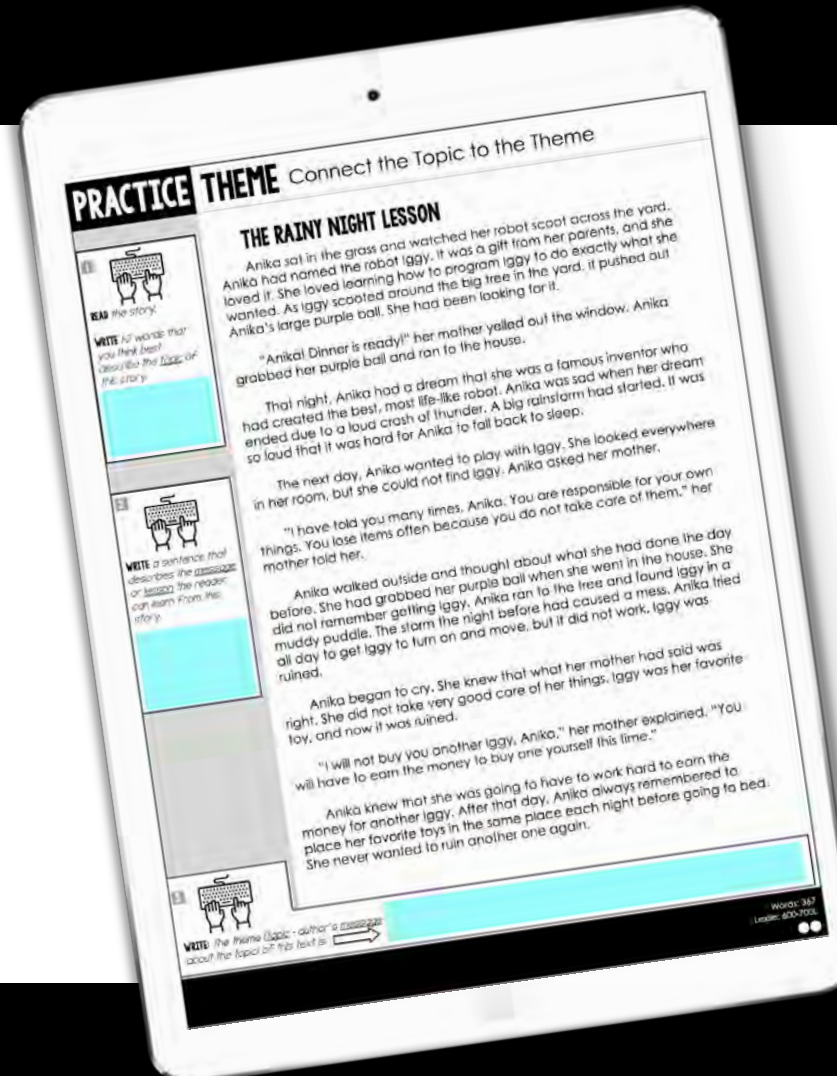 PRACTICE THEME Connect the Topic to the Theme
THE RAINY NIGHT LESSON
Anika sat in the grass and watched her robot scoot across the yard.
Anika had named the robot Iggy. It was a gift from her parents, and she
loved it. She loved learning how to program Iggy to do exactly what she
wanted. As Iggy scooted around the big tree in the yard, it pushed out
Anika's large purple ball. She had been looking for it.
"Anika! Dinner is ready!" her mother yelled out the window. Anika
grabbed her purple ball and ran to the house.
That night, Anika had a dream that she was a famous inventor who
had created the best, most life-like robot. Anika was sad when her dream
ended due to a loud crash of thunder. A big rainstorm had started. It was
so loud that it was hard for Anika to fall back to sleep.
The next day, Anika wanted to play with Iggy. She looked everywhere
in her room, but she could not find Iggy. Anika asked her mother.
"I have told you many times, Anika. You are responsible for your own
things. You lose items often because you do not take care of them," her
mother told her.
Anika walked outside and thought about what she had done the day
before. She had grabbed her purple ball when she went in the house. She
did not remember getting Iggy. Anika ran to the tree and found Iggy in a
muddy puddle. The storm the night before had caused a mess. Anika tried
all day to get Iggy to turn on and move, but it did not work. Iggy was
ruined.
Anika began to cry. She knew that what her mother had said was
right. She did not take very good care of her things. Iggy was her favorite
toy, and now it was ruined.
"I will not buy you another Iggy, Anika," her mother explained. "You
will have to earn the money to buy one yourself this time."
Anika knew that she was going to have to work hard to earn the
money for another Iggy. After that day, Anika always remembered to
place her favorite toys in the same place each night before going to bed.
She never wanted to ruin another one again.
1
READ the story.
WRITE words that
you think best
describe the topic of
this story.
2
WRITE a sentence that
describes the message
or lesson the reader
can learn from this
story.
3
WRITE the theme (topic + author's message
about the topic) of this text is
Words: 367
Lexile: 600-700L